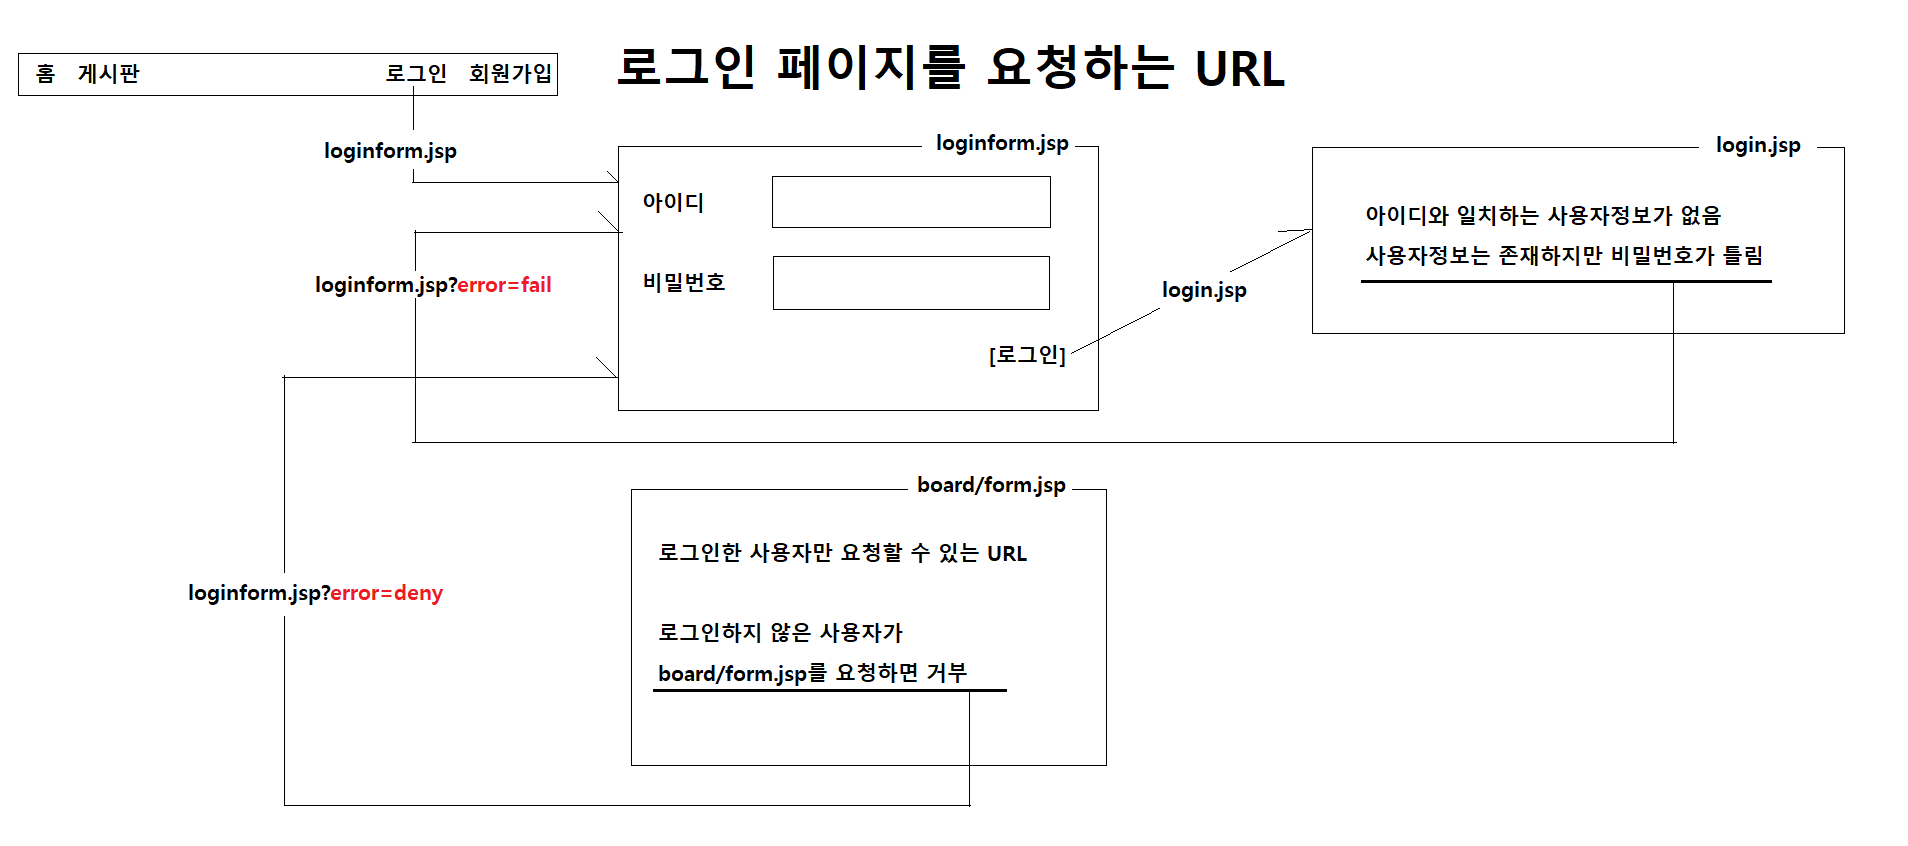 로그인 페이지를 요청하는 URL
홈 게시판 로그인 회원가입
loginform.jsp
loginform.jsp
아이디
비밀번호
[로그인]
loginform.jsp?error=fail
login.jsp
login.jsp
아이디와 일치하는 사용자정보가 없음
사용자정보는 존재하지만 비밀번호가 틀림
board/form.jsp
로그인한 사용자만 요청할 수 있는 URL
로그인하지 않은 사용자가
board/form.jsp를 요청하면 거부
loginform.jsp?error=deny